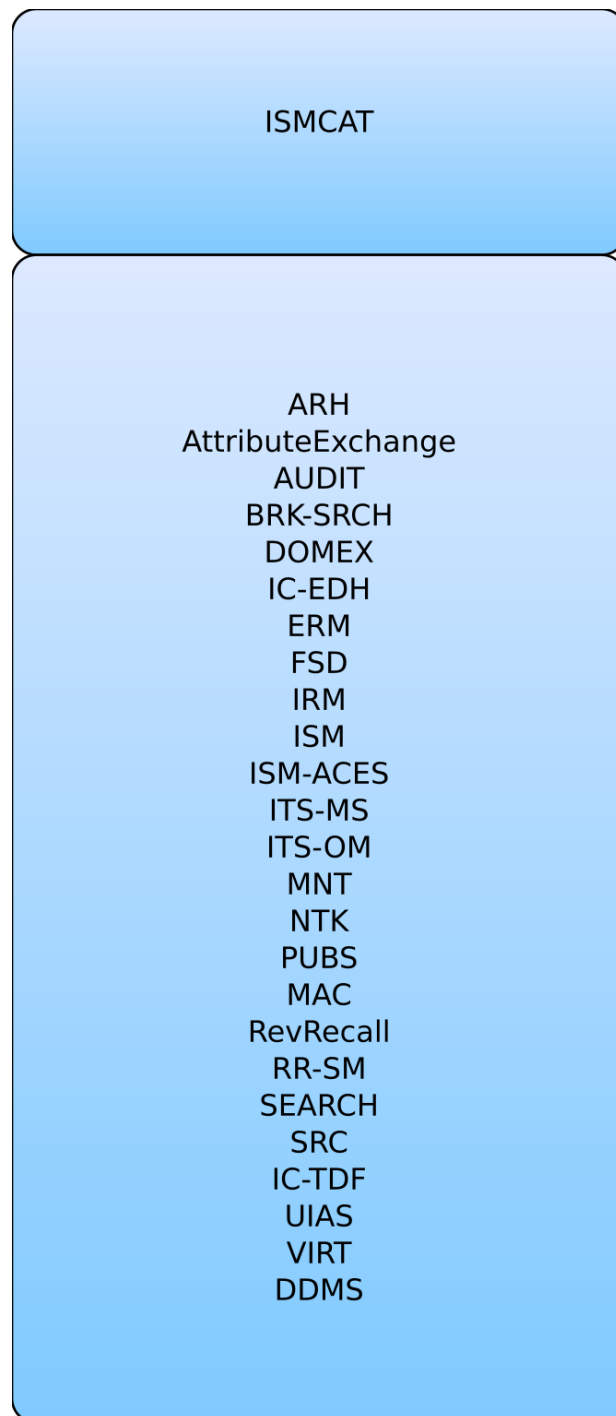 ISMCAT
ARH
AttributeExchange
AUDIT
BRK-SRCH
DOMEX
IC-EDH
ERM
FSD
IRM
ISM
ISM-ACES
ITS-MS
ITS-OM
MNT
NTK
PUBS
MAC
RevRecall
RR-SM
SEARCH
SRC
IC-TDF
UIAS
VIRT
DDMS